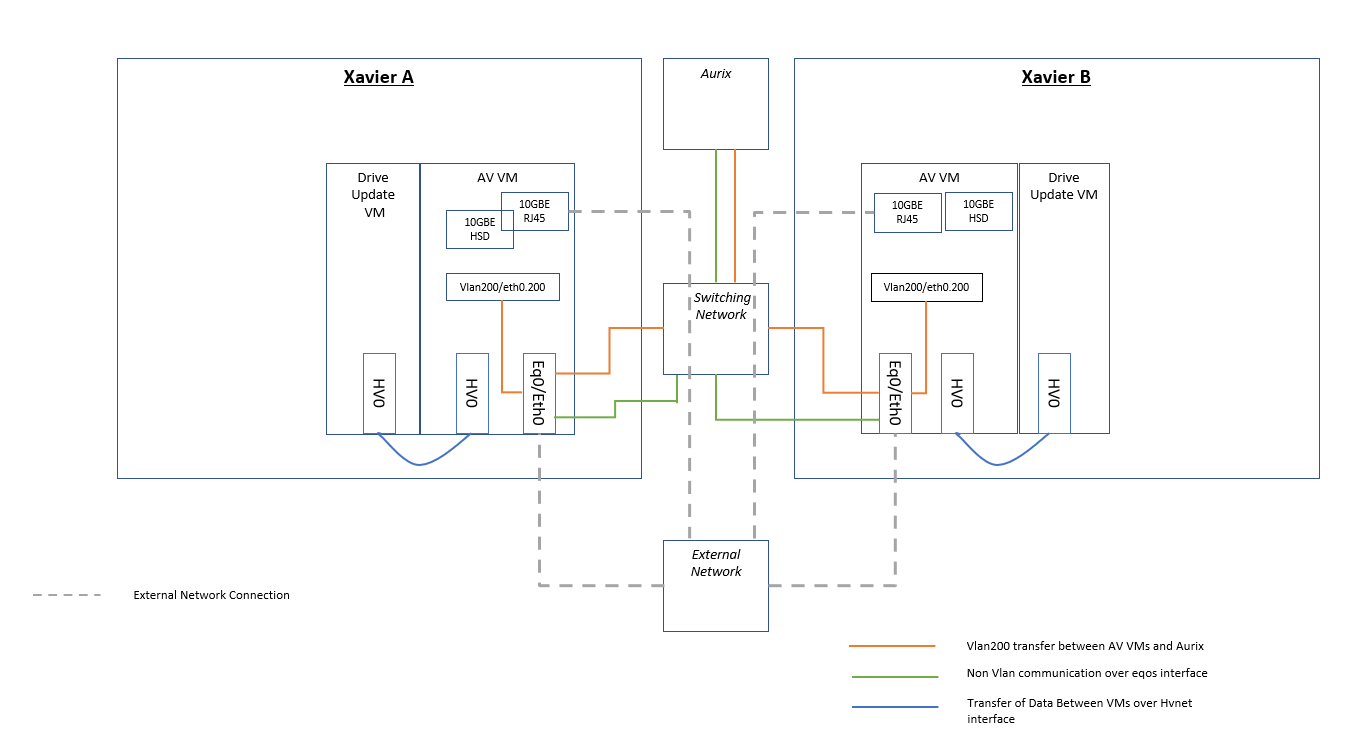 Xavier A
Aurix
Xavier B
Drive
Update
VM
AV VM
10GBE
RJ45
10GBE
HSD
Vlan200/eth0.200
HV0
HV0
Eq0/Eth0
Switching
Network
AV VM
10GBE
RJ45
10GBE
HSD
Drive
Update VM
Vlan200/eth0.200
Eq0/Eth0
HV0
HV0
External
Network
External Network Connection
Vlan200 transfer between AV VMs and Aurix
Non Vlan communication over eqos interface
Transfer of Data Between VMs over Hvnet
interface